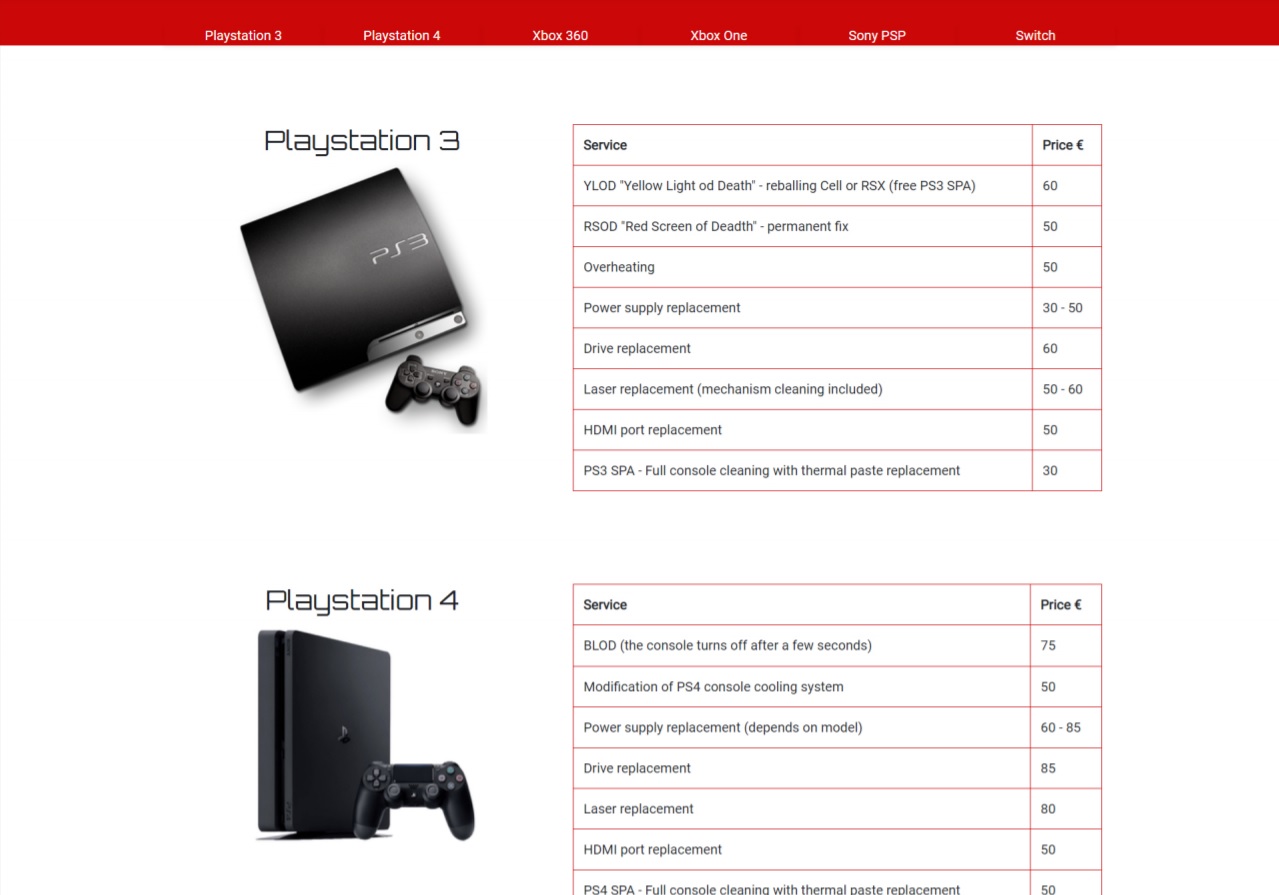 Playstation 3 Playstation 4 Xbox 360 Xbox One Sony PSP Switch
Playstation 3
PS3
Service Price €
YLOD "Yellow Light od Death" - reballing Cell or RSX (free PS3 SPA) 60
RSOD "Red Screen of Deadth" - permanent fix 50
Overheating 50
Power supply replacement 30 - 50
Drive replacement 60
Laser replacement (mechanism cleaning included) 50 - 60
HDMI port replacement 50
PS3 SPA - Full console cleaning with thermal paste replacement 30
Playstation 4
Service Price €
BLOD (the console turns off after a few seconds) 75
Modification of PS4 console cooling system 50
Power supply replacement (depends on model) 60 - 85
Drive replacement 85
Laser replacement 80
HDMI port replacement 50
PS4 SPA - Full console cleaning with thermal paste replacement 50